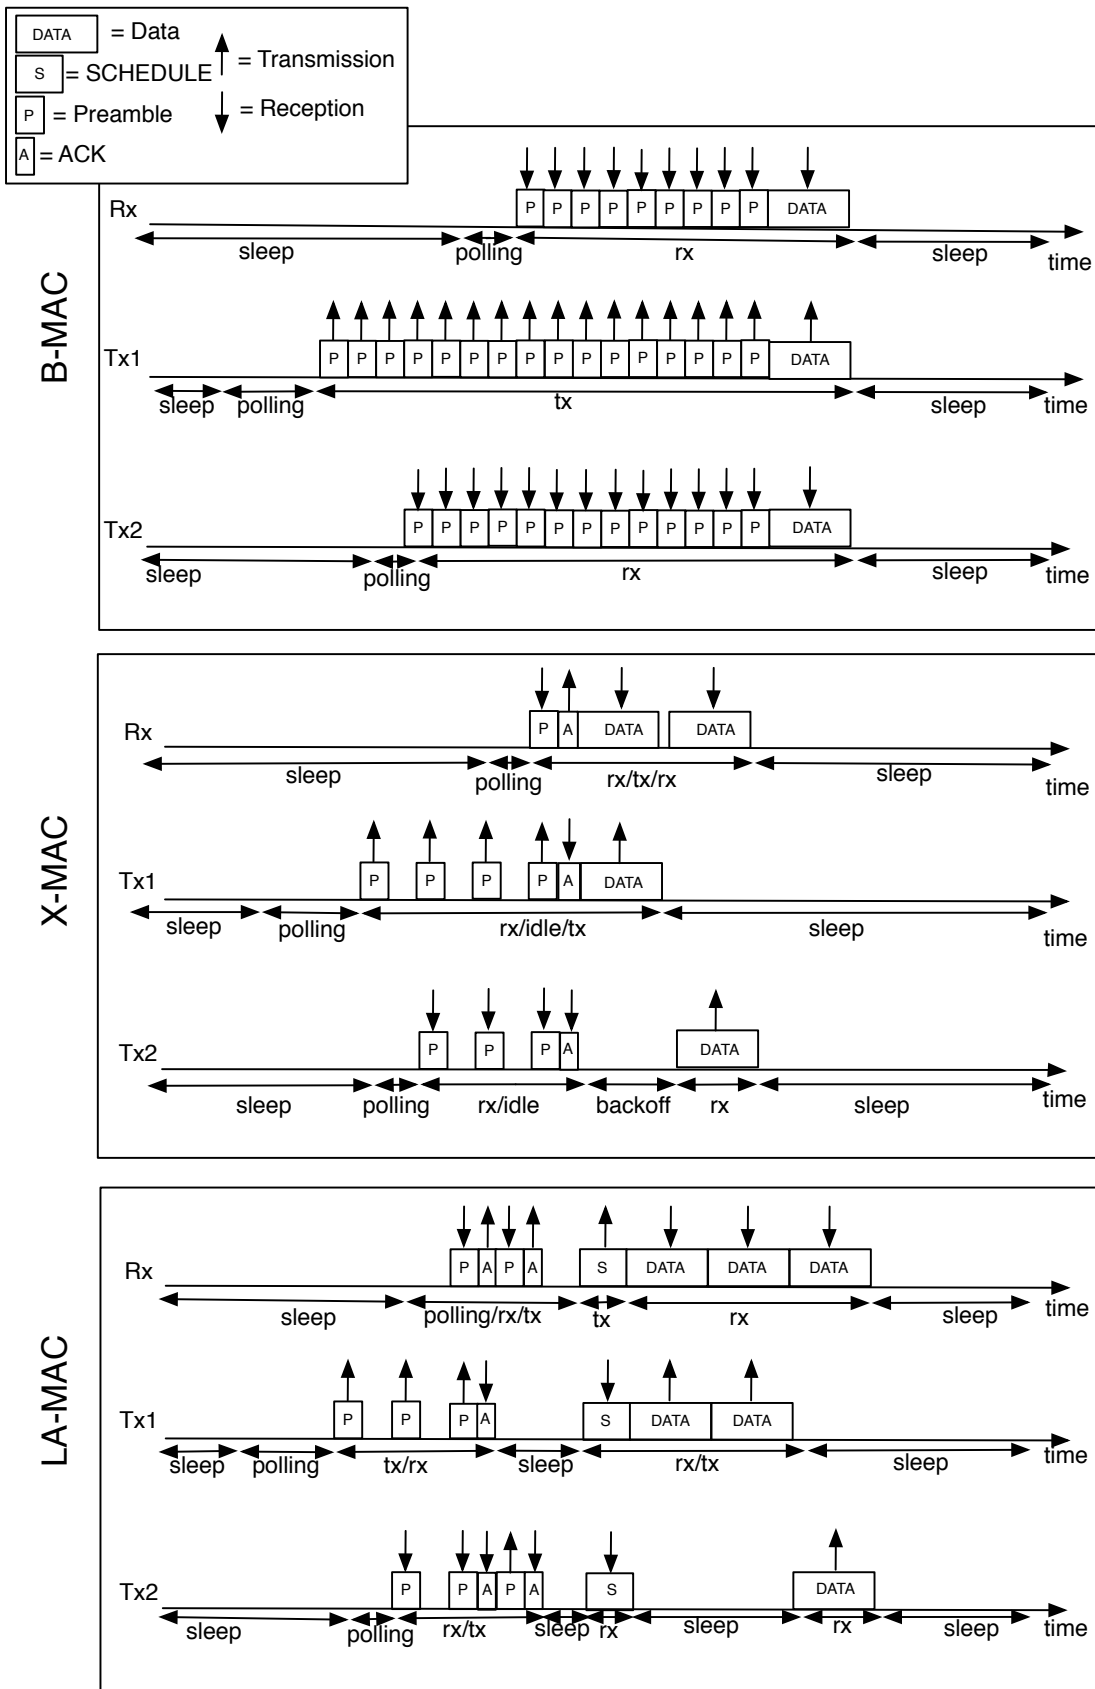 DATA = Data
S = SCHEDULE
P = Preamble
A = ACK
= Transmission
= Reception
B-MAC
Rx
P P P P P P P P P DATA
sleep polling rx sleep time
Tx1
P P P P P P P P P P P P P P P P DATA
sleep polling tx sleep time
Tx2
P P P P P P P P P P P P P DATA
sleep polling rx sleep time
X-MAC
Rx
P A DATA DATA
sleep polling rx/tx/rx sleep time
Tx1
P P P P A DATA
sleep polling rx/idle/tx sleep time
Tx2
P P P A DATA
sleep polling rx/idle backoff rx sleep time
LA-MAC
Rx
P A P A S DATA DATA DATA
sleep polling/rx/tx tx rx sleep time
Tx1
P P P A S DATA DATA
sleep polling tx/rx sleep rx/tx sleep time
Tx2
P P A P A S DATA
sleep polling rx/tx sleep rx sleep rx sleep time